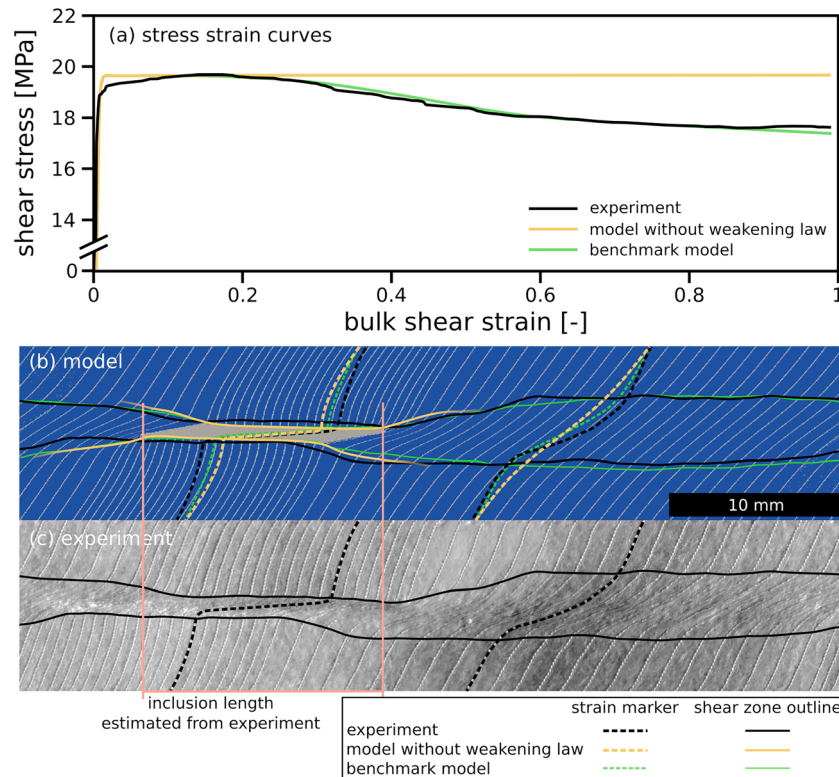 (a) stress strain curves
shear stress [MPa]
22
20
18
16
14
0
experiment
model without weakening law
benchmark model
0 0.2 0.4 0.6 0.8 1
bulk shear strain [-]
(b) model
10 mm
(c) experiment
inclusion length
estimated from experiment
strain marker shear zone outline
experiment
model without weakening law
benchmark model